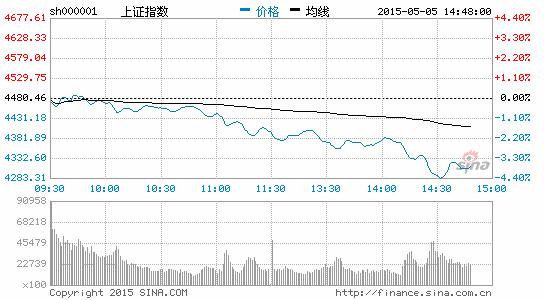 sh000001 上证指数 价格 均线 2015-05-05 14:48:00
4677.61 +4.40%
4628.33 +3.30%
4579.04 +2.20%
4529.75 +1.10%
4480.46 0.00%
4431.18 -1.10%
4381.89 -2.20%
4332.60 -3.30%
4283.31 -4.40%
sina
09:30 10:00 10:30 11:00 11:30 13:30 14:00 14:30 15:00
90958
68218
45479
22739
x100
Copyright 2015 SINA.COM http://finance.sina.com.cn